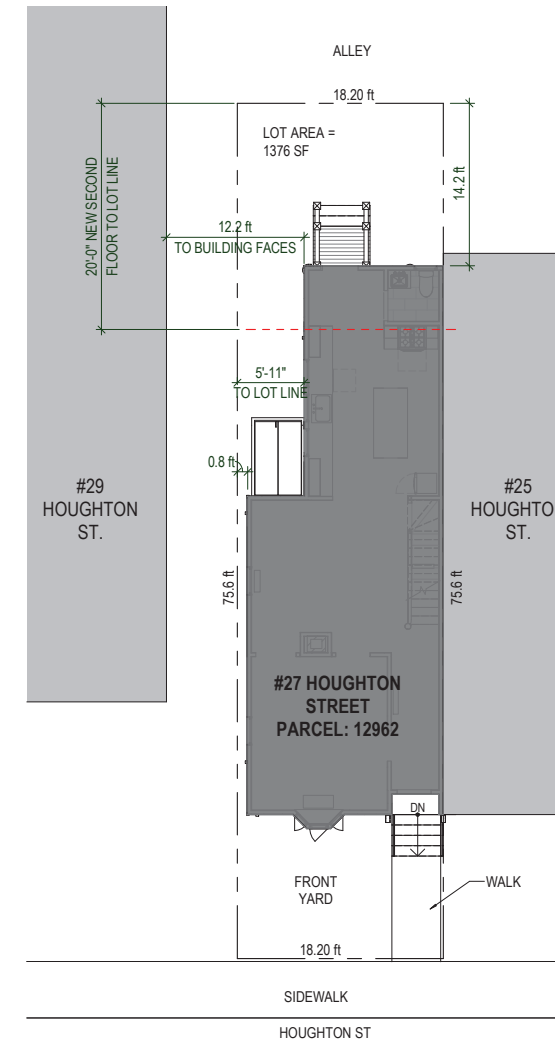 ALLEY
18.20 ft
LOT AREA =
1376 SF
20'-0" NEW SECOND
FLOOR TO LOT LINE
14.2 ft
12.2 ft
TO BUILDING FACES
5'-11"
TO LOT LINE
0.8 ft
#29
HOUGHTON
ST.
#25
HOUGHTO
ST.
75.6 ft
75.6 ft
#27 HOUGHTON
STREET
PARCEL: 12962
DN
FRONT
YARD
WALK
18.20 ft
SIDEWALK
HOUGHTON ST